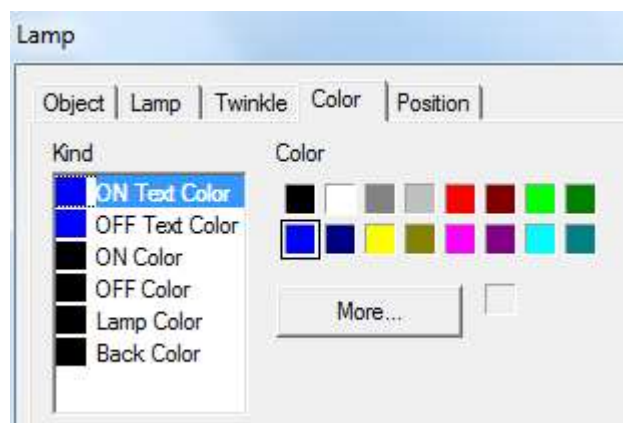 Lamp
Object Lamp Twinkle Color Position
Kind Color
ON Text Color
OFF Text Color
ON Color
OFF Color
Lamp Color
Back Color
More...